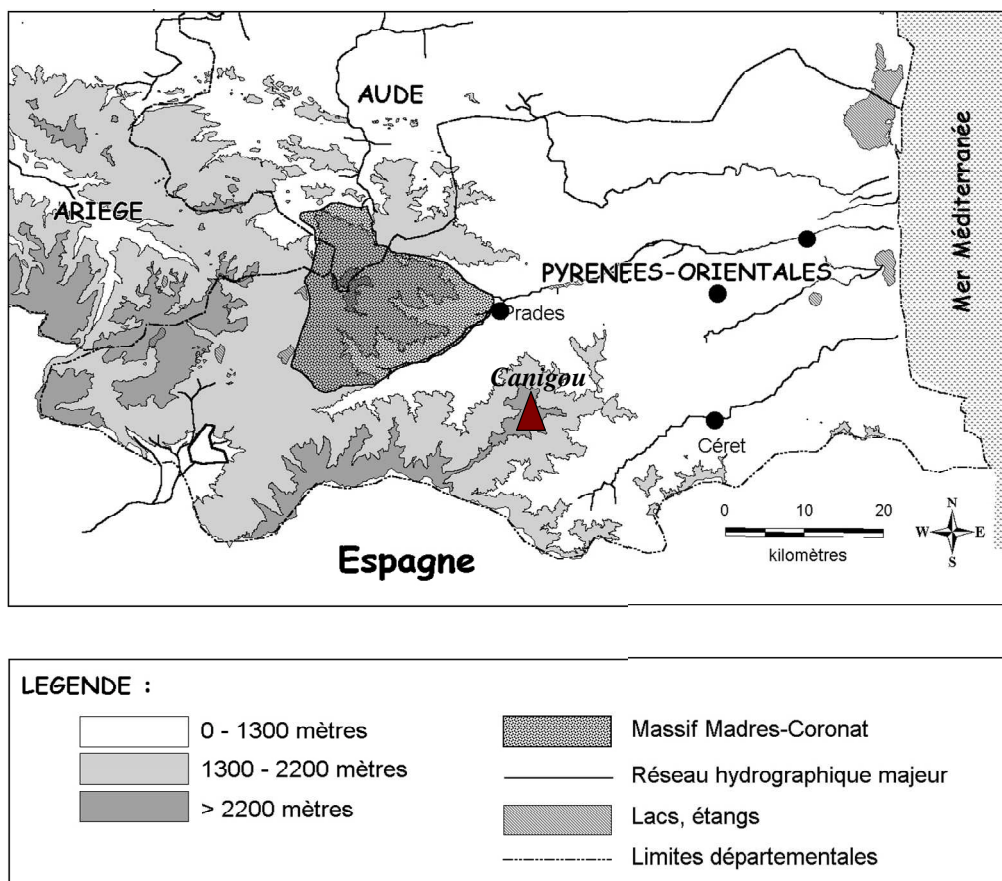 AUDE
ARIEGE
Mer Méditerranée
PYRENEES-ORIENTALES
Prades
Canigou
Céret
0 10 20
kilomètres
N
W E
S
Espagne
LEGENDE :
0 - 1300 mètres
1300 - 2200 mètres
> 2200 mètres
Massif Madres-Coronat
Réseau hydrographique majeur
Lacs, étangs
Limites départementales